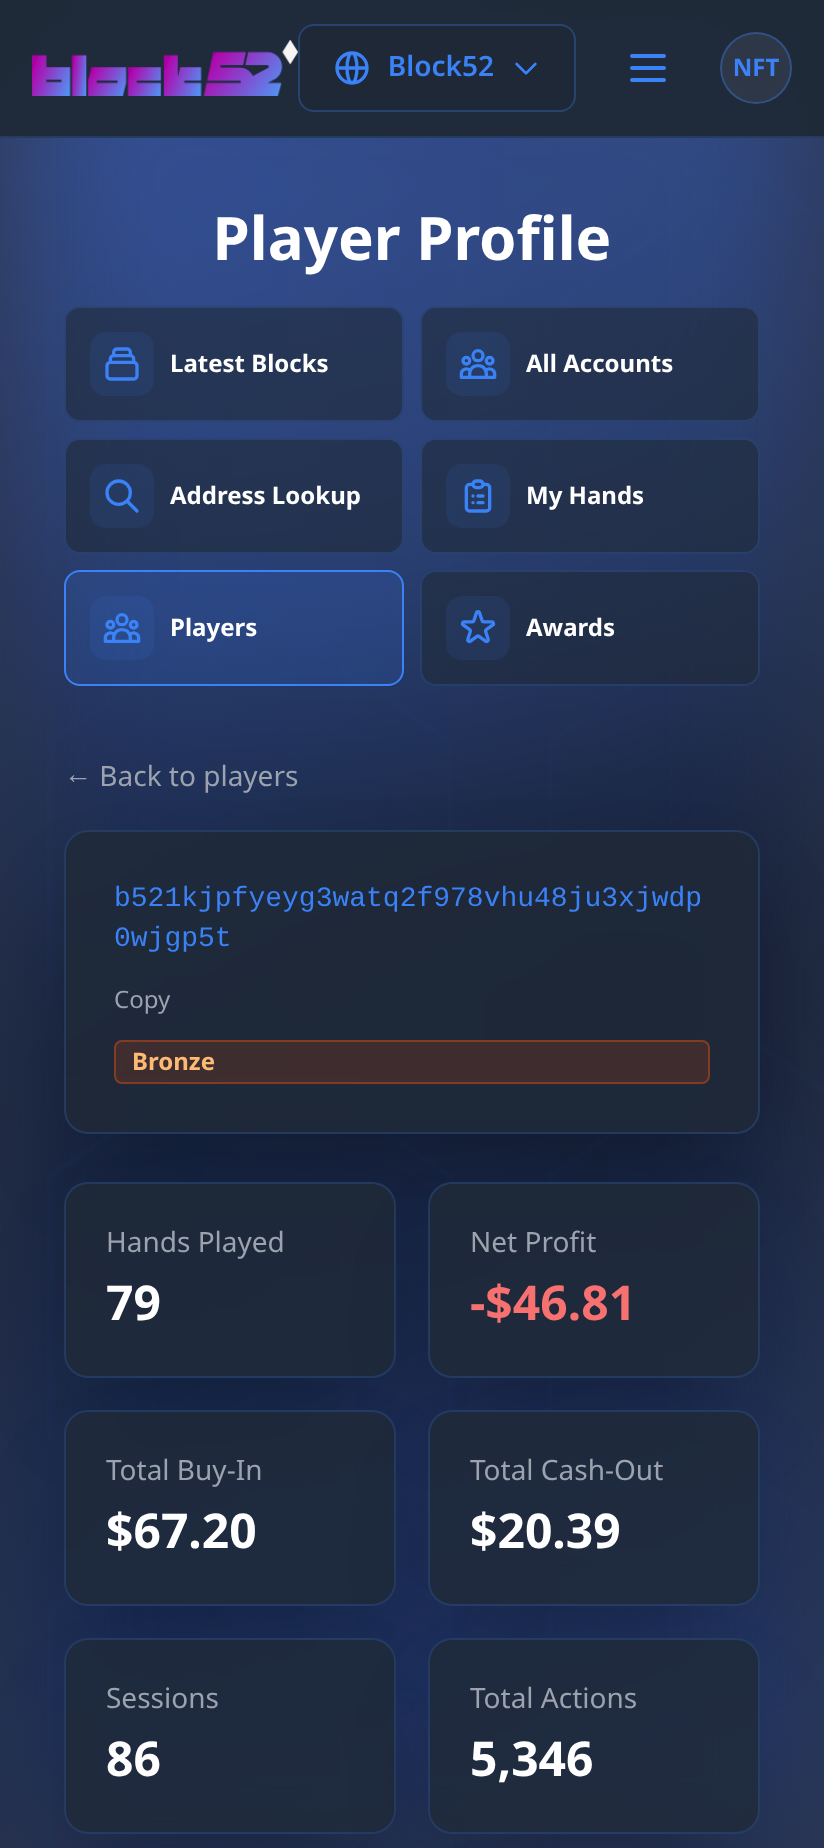 block52
Block52
NFT
Player Profile
Latest Blocks
All Accounts
Address Lookup
My Hands
Players
Awards
← Back to players
b521kjpfyeyg3watq2f978vhu48ju3xjwdp
0wjgp5t
Copy
Bronze
Hands Played
79
Net Profit
-$46.81
Total Buy-In
$67.20
Total Cash-Out
$20.39
Sessions
86
Total Actions
5,346